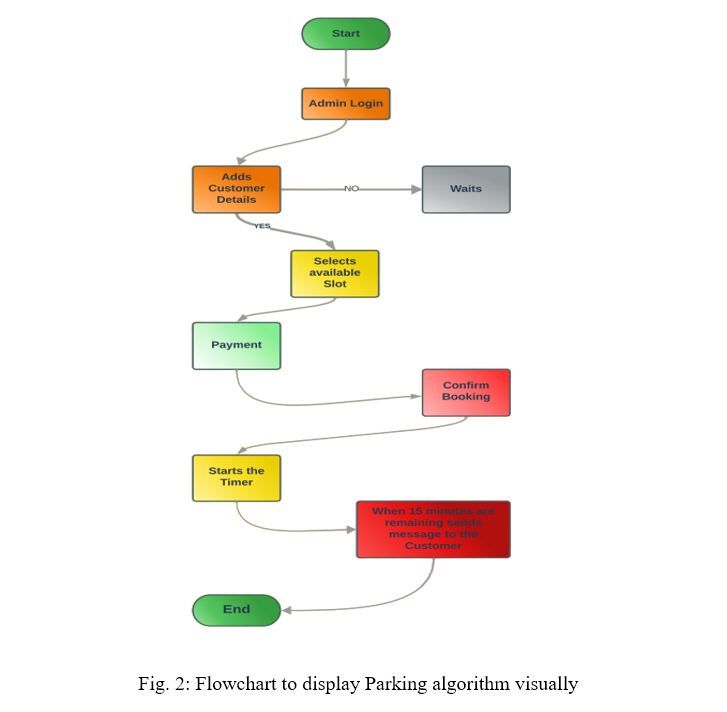 Start
Admin Login
Adds
Customer
Details
NO
Waits
YES
Selects
available
Slot
Payment
Confirm
Booking
Starts the
Timer
When 15 minutes are
remaining sends
message to the
Customer
End
Fig. 2: Flowchart to display Parking algorithm visually